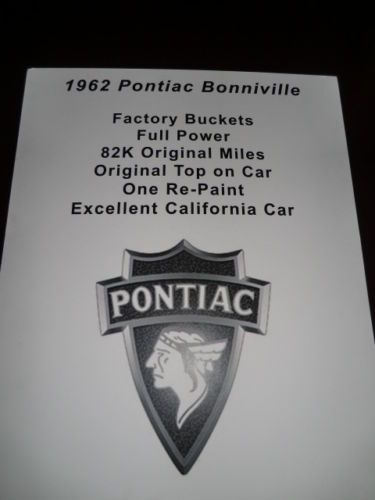 1962 Pontiac Bonniville
Factory Buckets
Full Power
82K Original Miles
Original Top on Car
One Re-Paint
Excellent California Car
PONTIAC